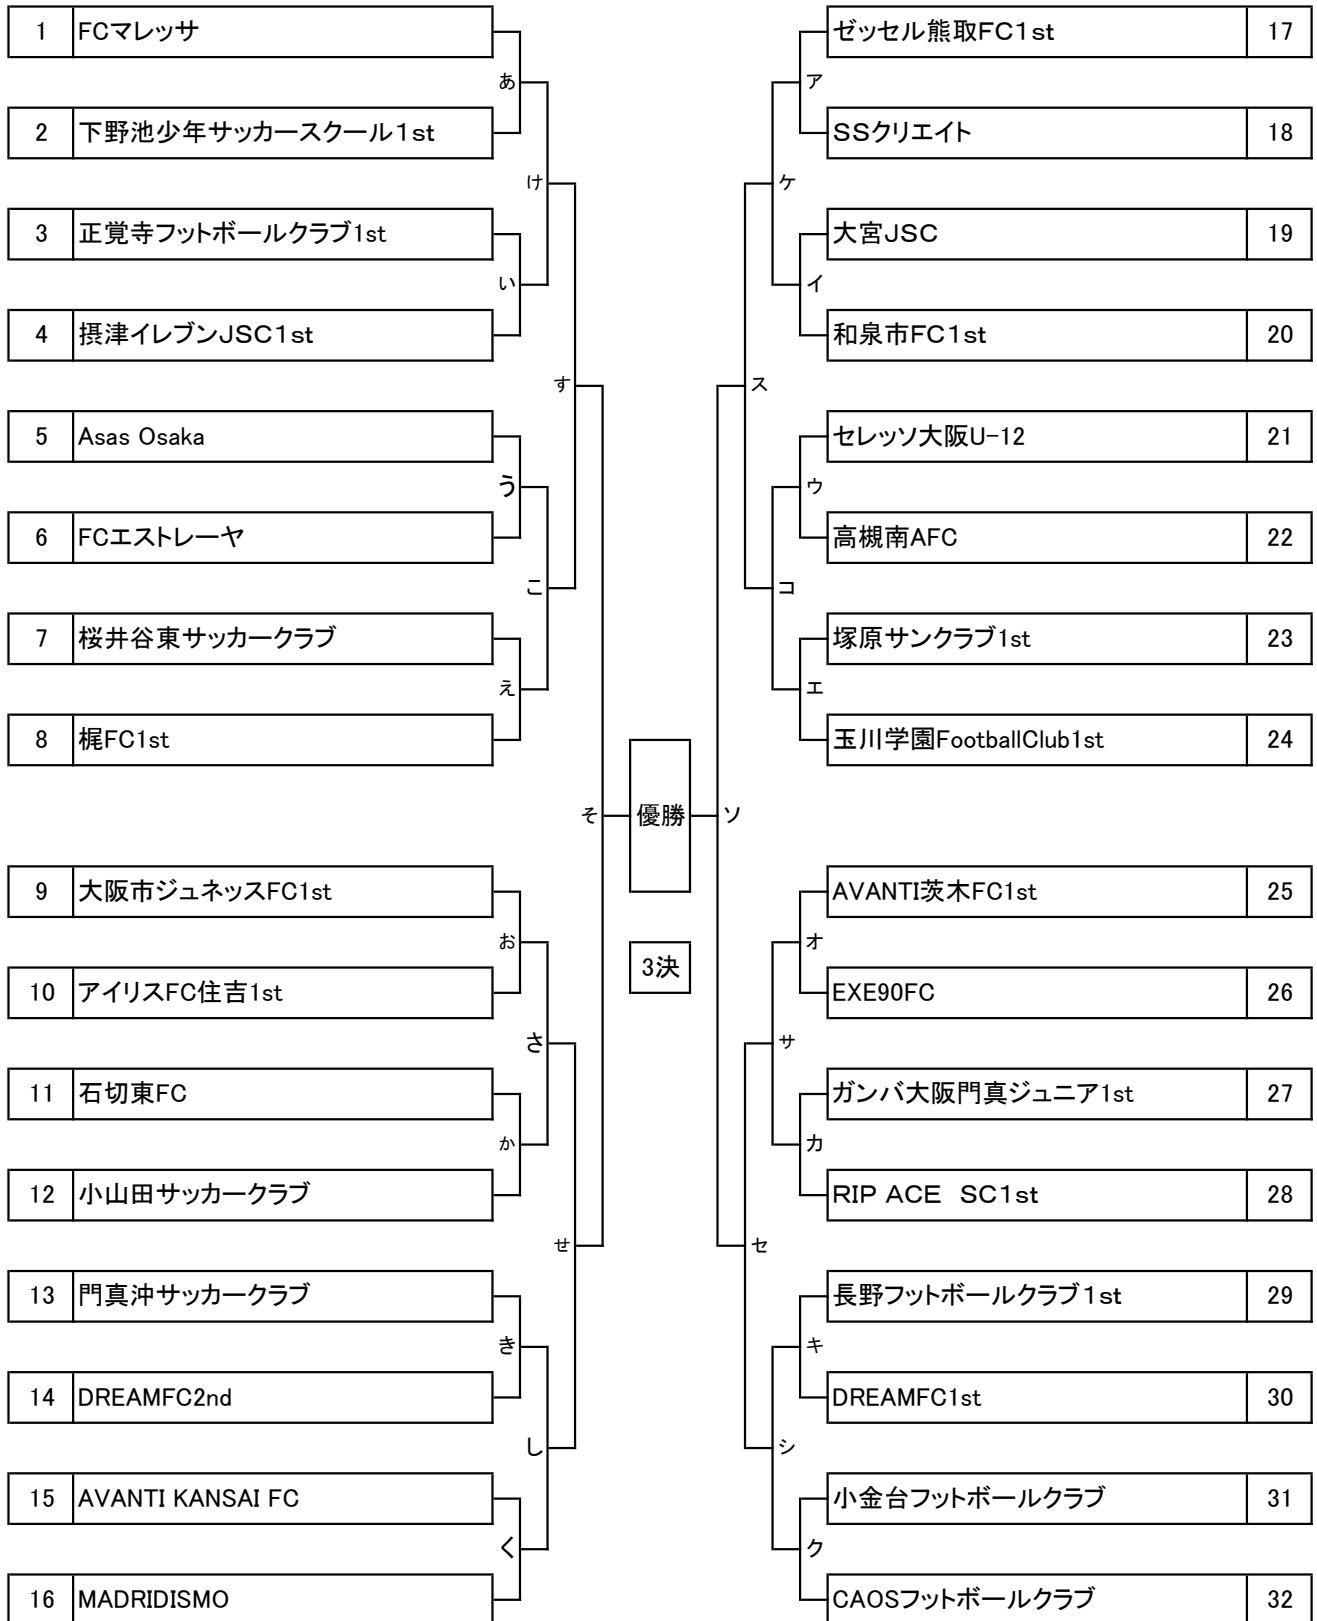 1 FCマレッサ
ゼッセル熊取FC1st 17
あ
ア
2 下野池少年サッカースクール1st
SSクリエイト 18
け
ケ
3 正覚寺フットボールクラブ1st
大宮JSC 19
い
イ
4 摂津イレブンJSC1st
和泉市FC1st 20
す
ス
5 Asas Osaka
セレッソ大阪U-12 21
う
ウ
6 FCエストレーヤ
高槻南AFC 22
こ
コ
7 桜井谷東サッカークラブ
塚原サンクラブ1st 23
え
エ
8 梶FC1st
玉川学園FootballClub1st 24
そ
優勝
ソ
9 大阪市ジュネッスFC1st
AVANTI茨木FC1st 25
お
オ
3決
10 アイリスFC住吉1st
EXE90FC 26
さ
サ
11 石切東FC
ガンバ大阪門真ジュニア1st 27
か
カ
12 小山田サッカークラブ
RIP ACE SC1st 28
せ
セ
13 門真沖サッカークラブ
長野フットボールクラブ1st 29
き
キ
14 DREAMFC2nd
DREAMFC1st 30
し
シ
15 AVANTI KANSAI FC
小金台フットボールクラブ 31
く
ク
16 MADRIDISMO
CAOSフットボールクラブ 32